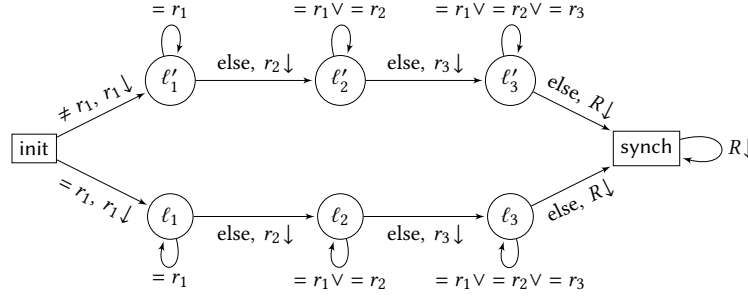 = r₁
= r₁ ∨ = r₂
= r₁ ∨ = r₂ ∨ = r₃
ℓ′₁
else, r₂↓
ℓ′₂
else, r₃↓
ℓ′₃
else, R↓
≠ r₁, r₁↓
init
synch
R↓
= r₁, r₁↓
ℓ₁
else, r₂↓
ℓ₂
else, r₃↓
ℓ₃
else, R↓
= r₁
= r₁ ∨ = r₂
= r₁ ∨ = r₂ ∨ = r₃